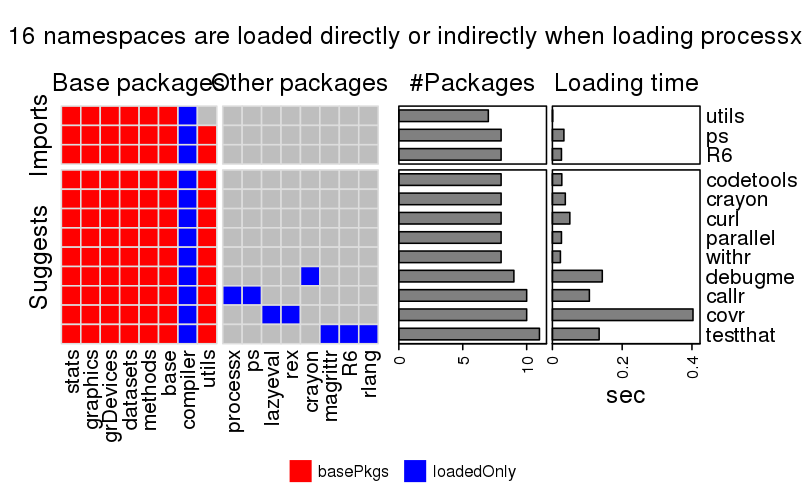 16 namespaces are loaded directly or indirectly when loading processx
Base packages
Other packages
#Packages
Loading time
Imports
Suggests
utils
ps
R6
codetools
crayon
curl
parallel
withr
debugme
callr
covr
testthat
stats
graphics
grDevices
datasets
methods
base
compiler
utils
processx
ps
lazyeval
rex
crayon
magrittr
R6
rlang
0
5
10
0
0.2
0.4
sec
basePkgs
loadedOnly